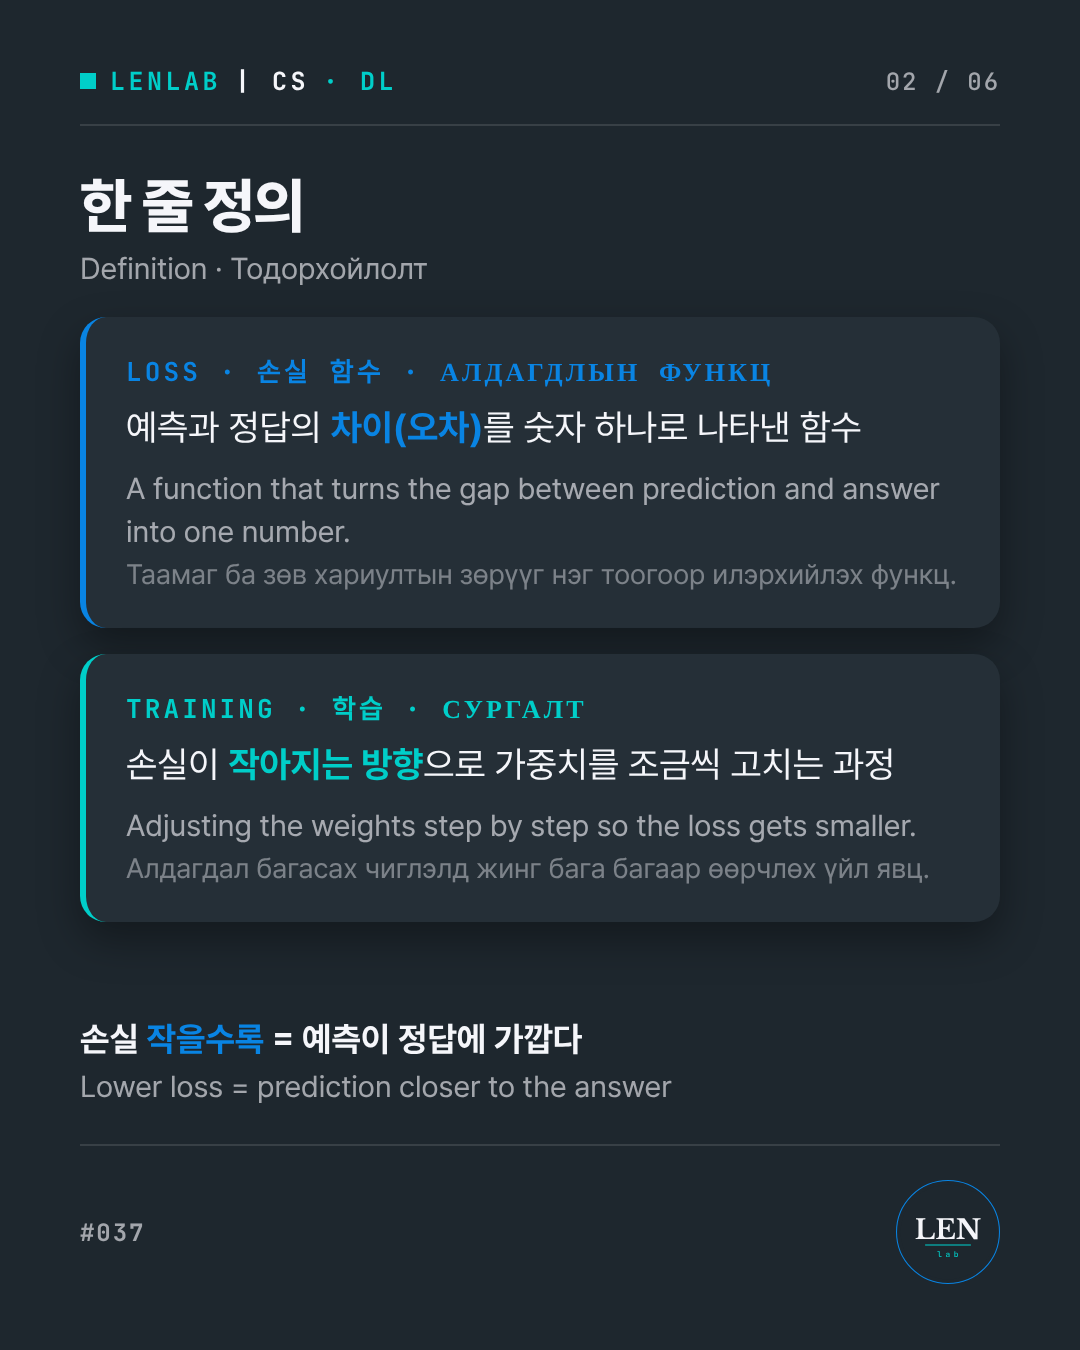 LENLAB | CS · DL
02 / 06
한 줄 정의
Definition · Тодорхойлолт
LOSS · 손실 함수 · АЛДАГДЛЫН ФУНКЦ
예측과 정답의 차이(오차)를 숫자 하나로 나타낸 함수
A function that turns the gap between prediction and answer
into one number.
Таамаг ба зөв хариултын зөрүүг нэг тоогоор илэрхийлэх функц.
TRAINING · 학습 · СУРГАЛТ
손실이 작아지는 방향으로 가중치를 조금씩 고치는 과정
Adjusting the weights step by step so the loss gets smaller.
Алдагдал багасах чиглэлд жинг бага багаар өөрчлөх үйл явц.
손실 작을수록 = 예측이 정답에 가깝다
Lower loss = prediction closer to the answer
#037
LEN
lab